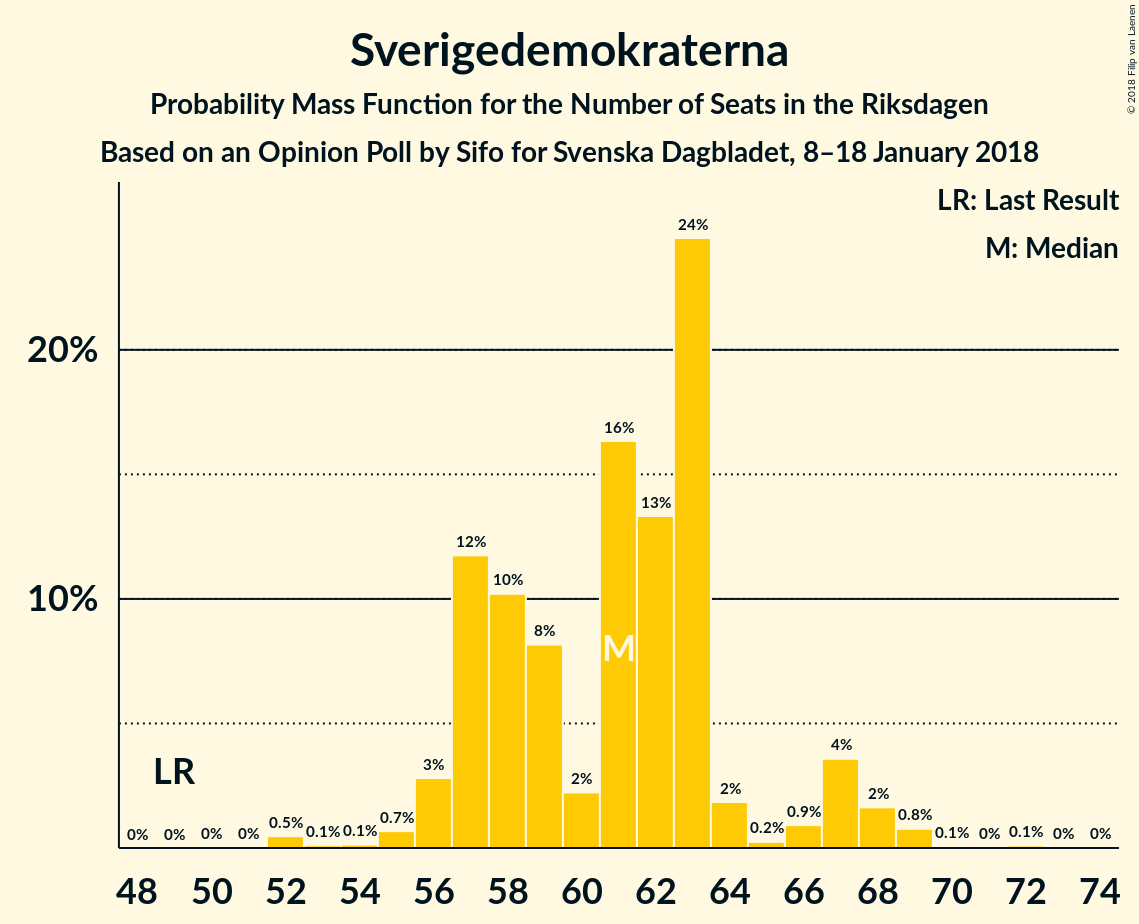 Sverigedemokraterna
Probability Mass Function for the Number of Seats in the Riksdagen
Based on an Opinion Poll by Sifo for Svenska Dagbladet, 8–18 January 2018
© 2018 Filip van Laenen
LR: Last Result
M: Median
20%
10%
LR
M
0% 0% 0% 0% 0.5% 0.1% 0.1% 0.7% 3% 12% 10% 8% 2% 16% 13% 24% 2% 0.2% 0.9% 4% 2% 0.8% 0.1% 0% 0.1% 0% 0%
48 50 52 54 56 58 60 62 64 66 68 70 72 74